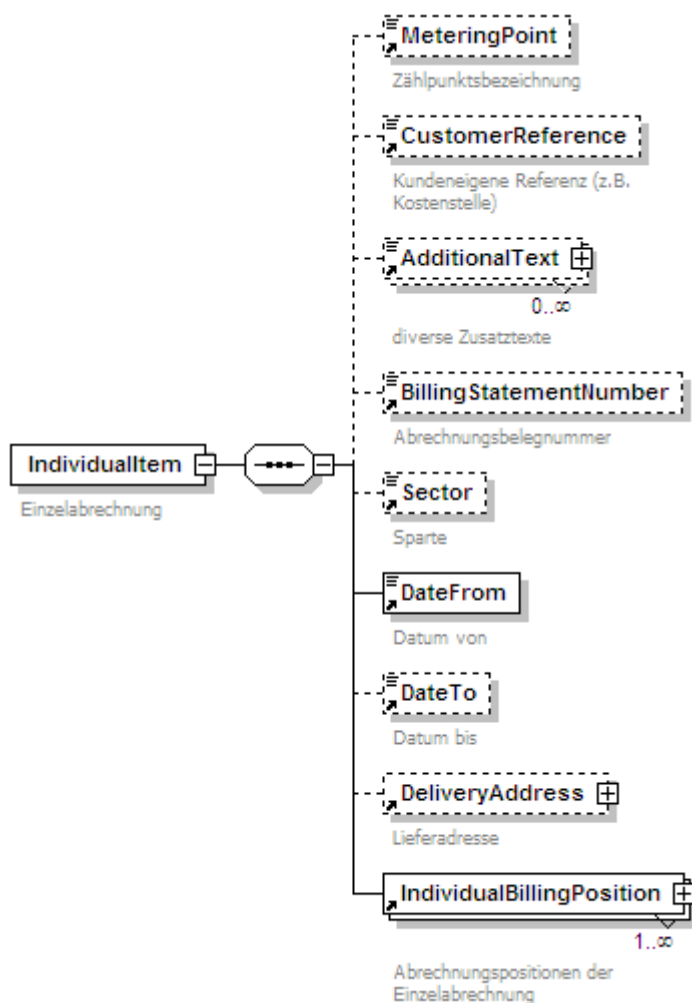 MeteringPoint
Zählpunktsbezeichnung
CustomerReference
Kundeneigene Referenz (z.B.
Kostenstelle)
AdditionalText
0..∞
diverse Zusatztexte
BillingStatementNumber
Abrechnungsbelegnummer
IndividualItem
Einzelabrechnung
Sector
Sparte
DateFrom
Datum von
DateTo
Datum bis
DeliveryAddress
Lieferadresse
IndividualBillingPosition
1..∞
Abrechnungspositionen der
Einzelabrechnung